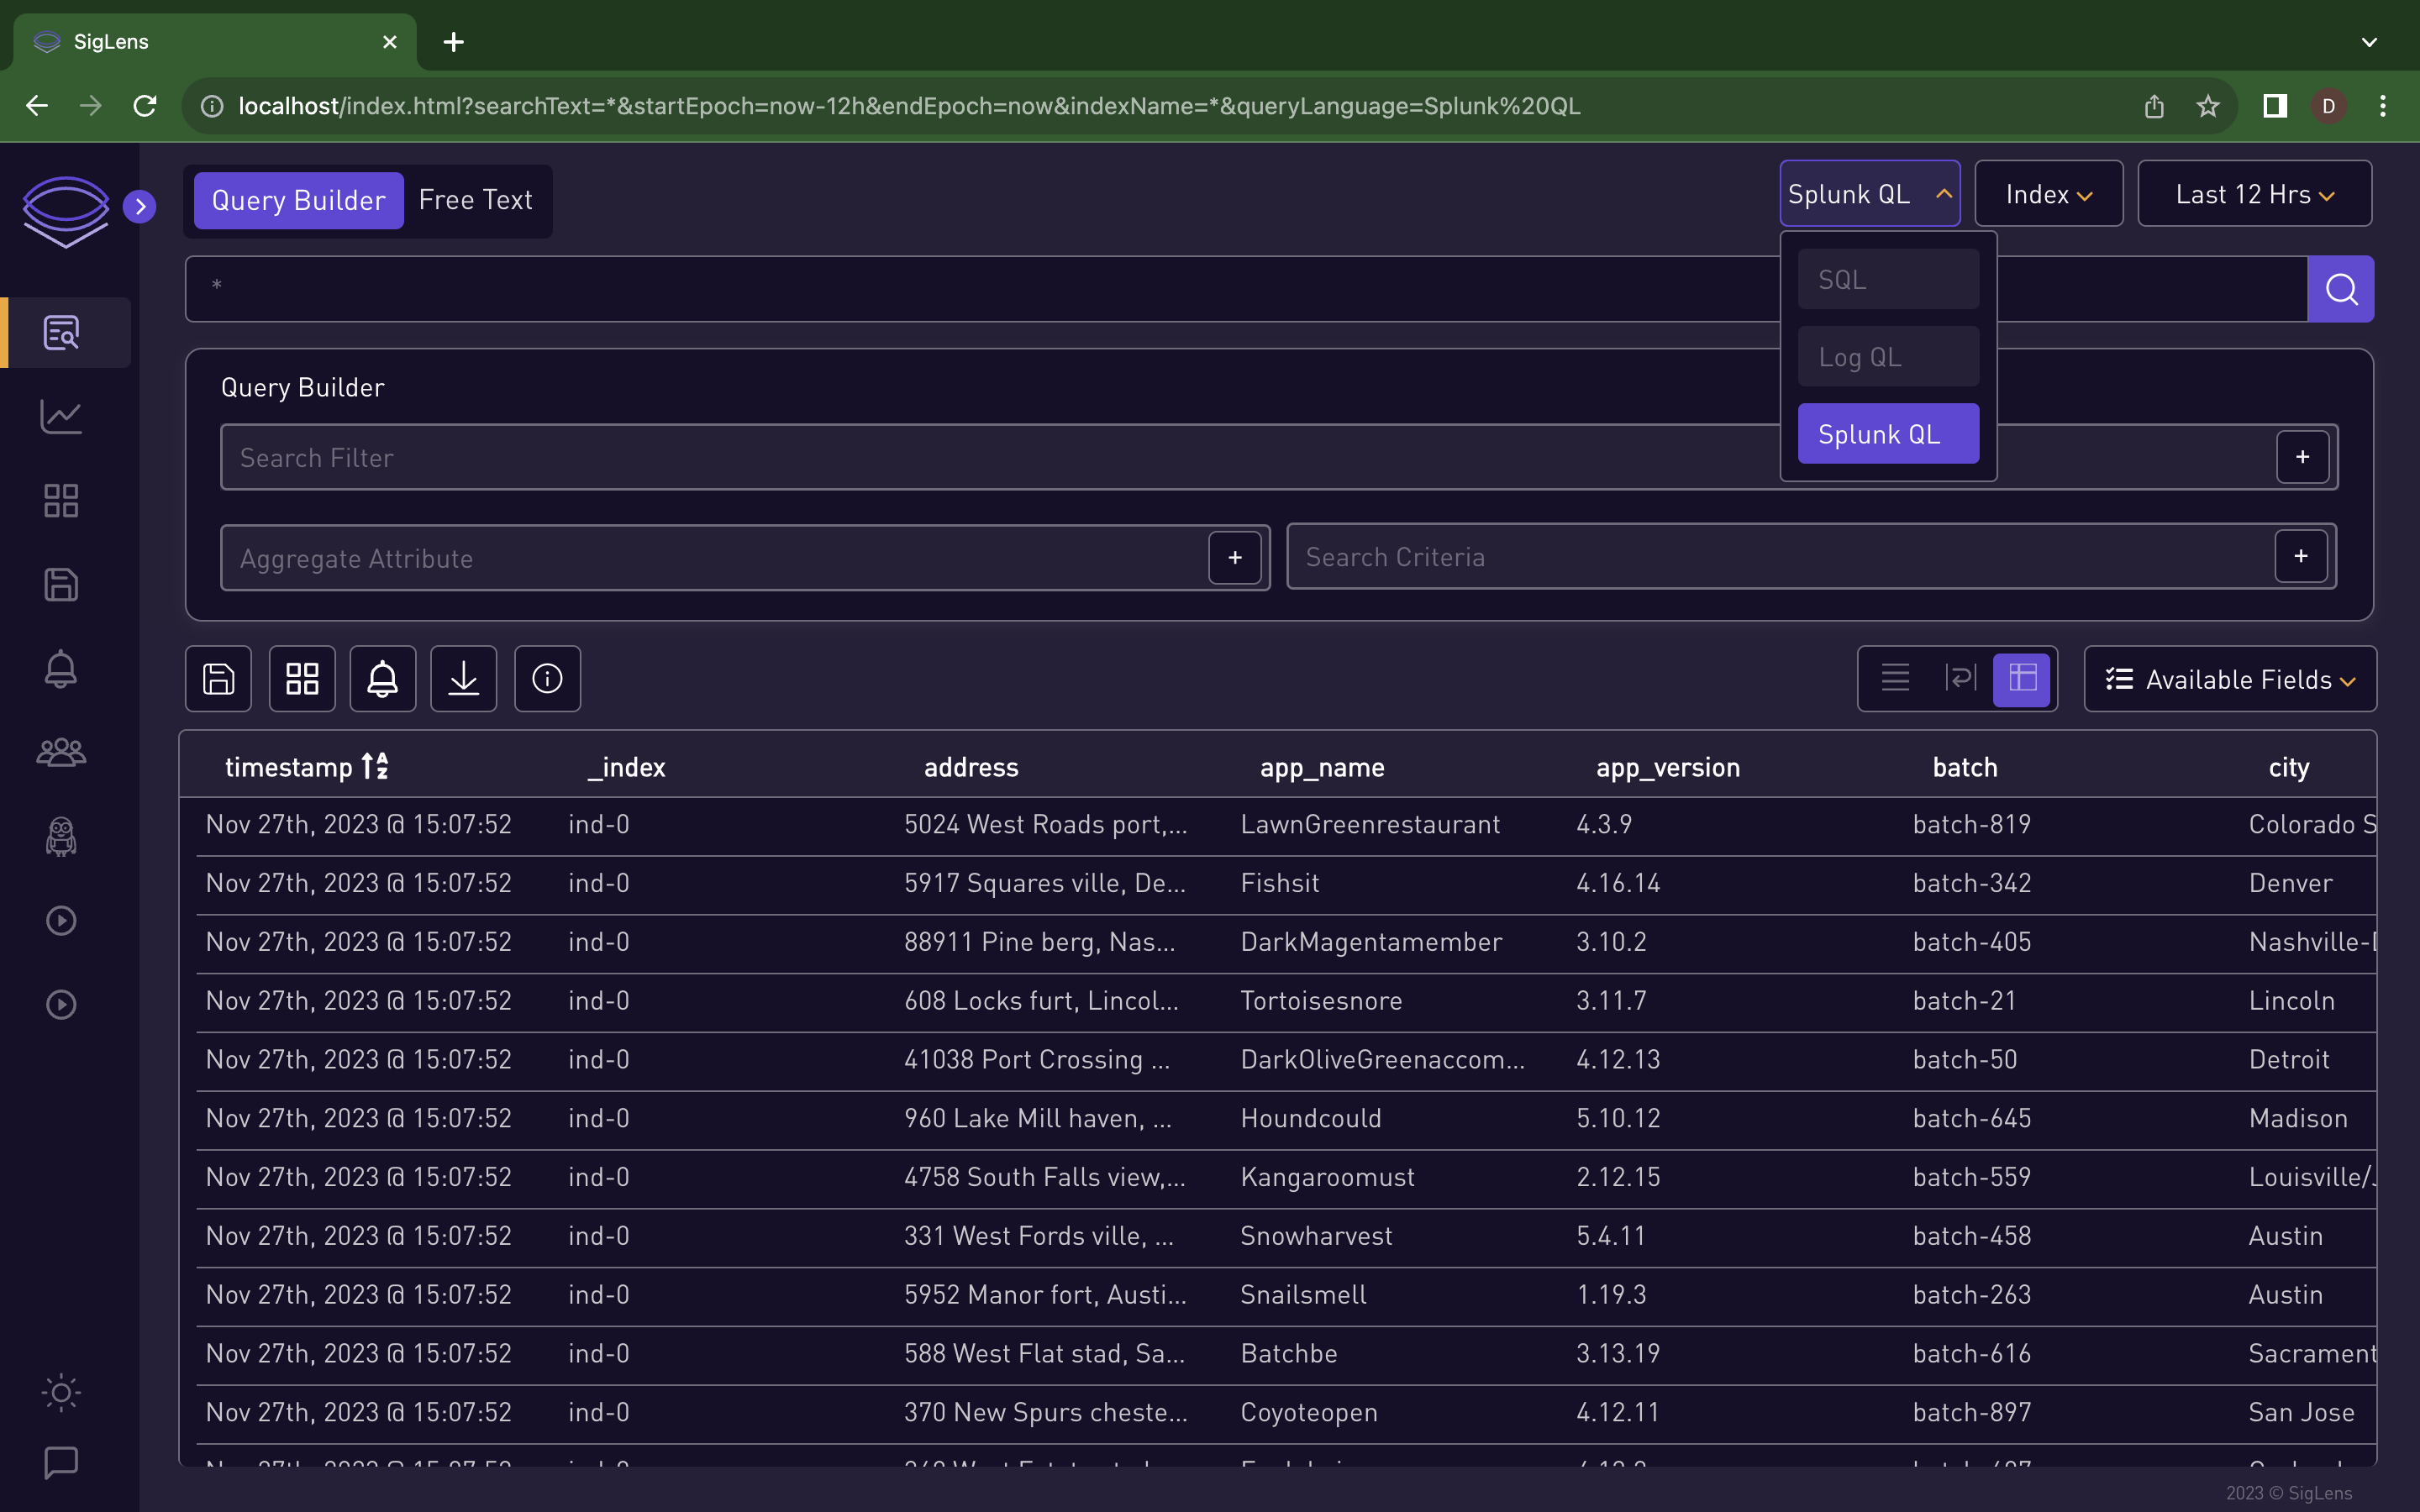 SigLens
localhost/index.html?searchText=*&startEpoch=now-12h&endEpoch=now&indexName=*&queryLanguage=Splunk%20QL
D
Query Builder Free Text
Splunk QL Index Last 12 Hrs
*
SQL
Log QL
Splunk QL
Query Builder
Search Filter +
Aggregate Attribute + Search Criteria +
Available Fields
timestamp _index address app_name app_version batch city
Nov 27th, 2023 @ 15:07:52 ind-0 5024 West Roads port,... LawnGreenrestaurant 4.3.9 batch-819 Colorado S
Nov 27th, 2023 @ 15:07:52 ind-0 5917 Squares ville, De... Fishsit 4.16.14 batch-342 Denver
Nov 27th, 2023 @ 15:07:52 ind-0 88911 Pine berg, Nas... DarkMagentamember 3.10.2 batch-405 Nashville-
Nov 27th, 2023 @ 15:07:52 ind-0 608 Locks furt, Lincol... Tortoisesnore 3.11.7 batch-21 Lincoln
Nov 27th, 2023 @ 15:07:52 ind-0 41038 Port Crossing ... DarkOliveGreenaccom... 4.12.13 batch-50 Detroit
Nov 27th, 2023 @ 15:07:52 ind-0 960 Lake Mill haven, ... Houndcould 5.10.12 batch-645 Madison
Nov 27th, 2023 @ 15:07:52 ind-0 4758 South Falls view,... Kangaroomust 2.12.15 batch-559 Louisville/
Nov 27th, 2023 @ 15:07:52 ind-0 331 West Fords ville, ... Snowharvest 5.4.11 batch-458 Austin
Nov 27th, 2023 @ 15:07:52 ind-0 5952 Manor fort, Austi... Snailsmell 1.19.3 batch-263 Austin
Nov 27th, 2023 @ 15:07:52 ind-0 588 West Flat stad, Sa... Batchbe 3.13.19 batch-616 Sacrament
Nov 27th, 2023 @ 15:07:52 ind-0 370 New Spurs cheste... Coyoteopen 4.12.11 batch-897 San Jose
2023 © SigLens